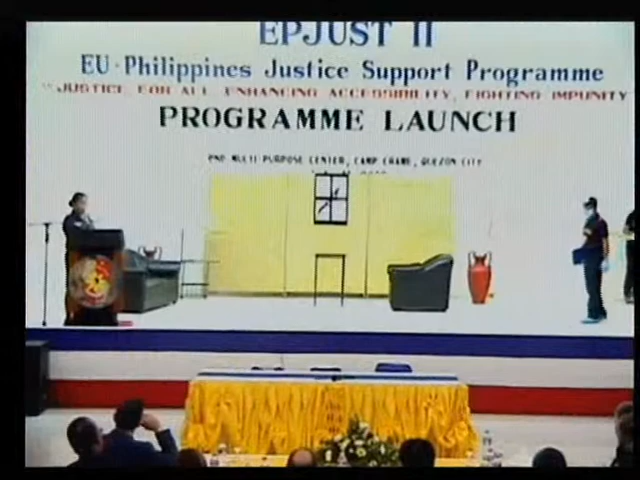 EPJUST II
EU-Philippines Justice Support Programme
"JUSTICE FOR ALL: ENHANCING ACCESSIBILITY, FIGHTING IMPUNITY
PROGRAMME LAUNCH
PNP MULTI-PURPOSE CENTER, CAMP CRAME, QUEZON CITY